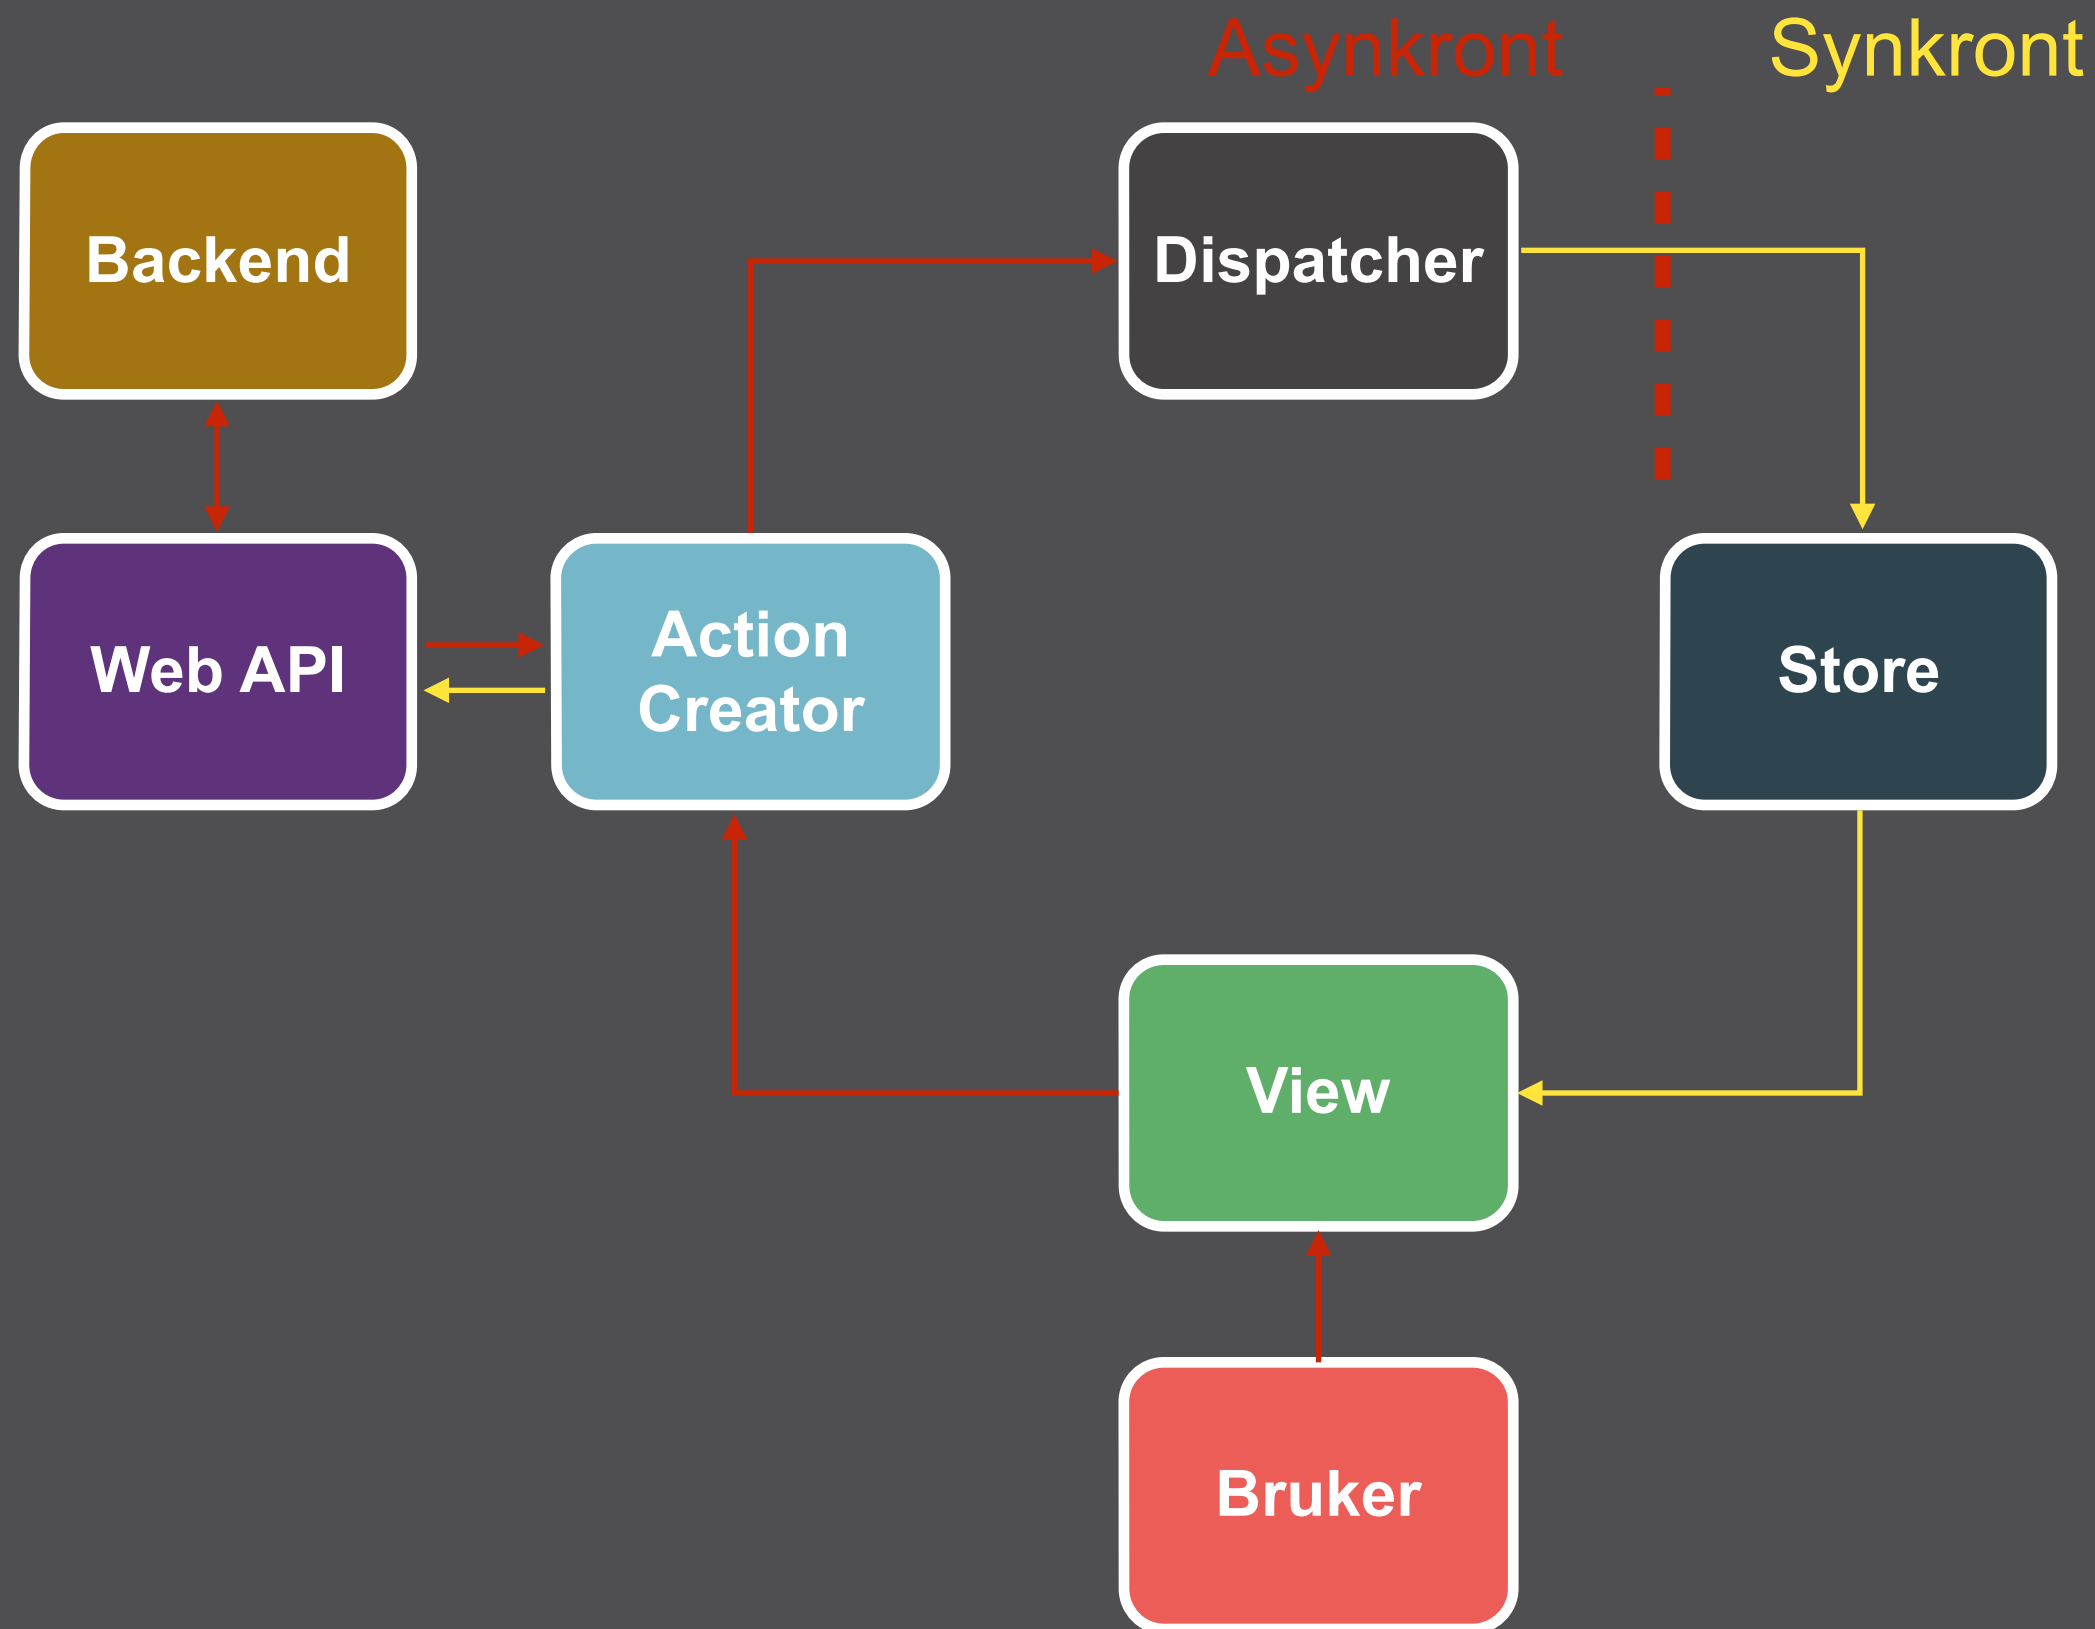 Asynkront
Synkront
Backend
Dispatcher
Web API
Action
Creator
Store
View
Bruker